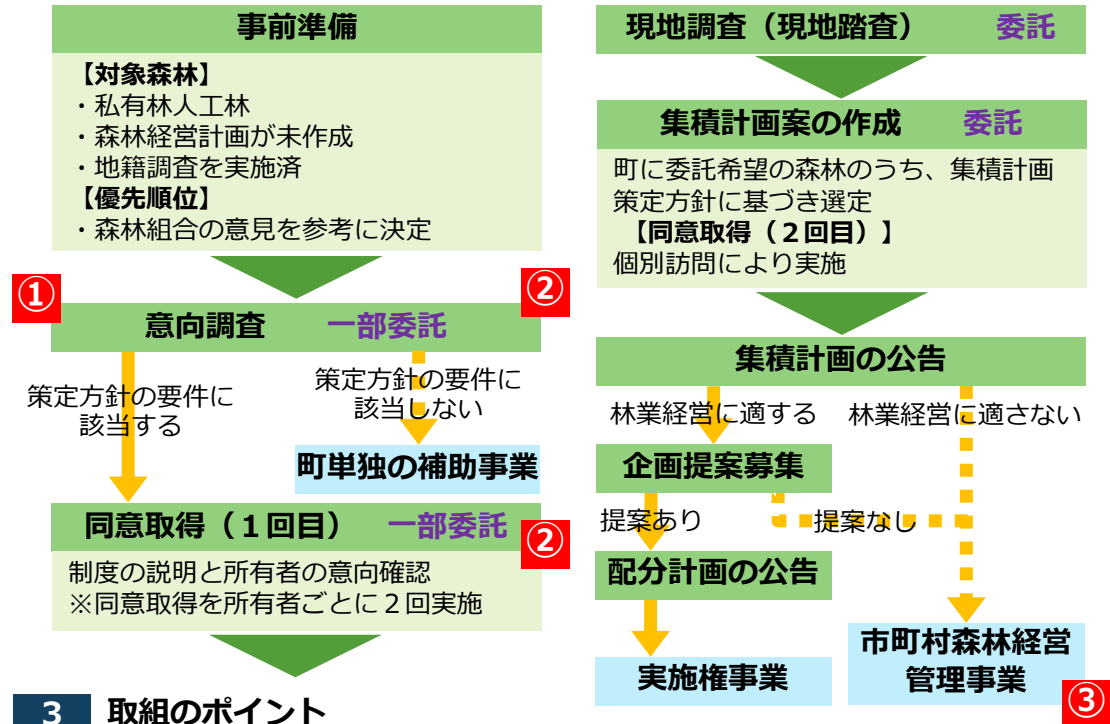 事前準備
【対象森林】
・私有林人工林
・森林経営計画が未作成
・地籍調査を実施済
【優先順位】
・森林組合の意見を参考に決定
①
②
意向調査 一部委託
策定方針の要件に
該当する
策定方針の要件に
該当しない
町単独の補助事業
同意取得（１回目） 一部委託
②
制度の説明と所有者の意向確認
※同意取得を所有者ごとに２回実施
現地調査（現地踏査） 委託
集積計画案の作成 委託
町に委託希望の森林のうち、集積計画
策定方針に基づき選定
【同意取得（２回目）】
個別訪問により実施
集積計画の公告
林業経営に適する
林業経営に適さない
企画提案募集
提案あり
提案なし
配分計画の公告
実施権事業
市町村森林経営
管理事業
③
3 取組のポイント